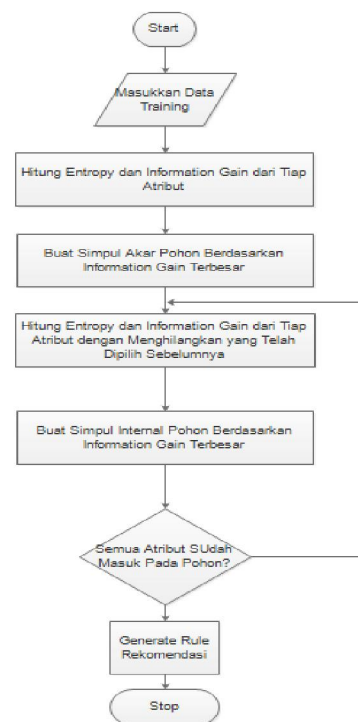 Start
Masukkan Data
Training
Hitung Entropy dan Information Gain dari Tiap
Atribut
Buat Simpul Akar Pohon Berdasarkan
Information Gain Terbesar
Hitung Entropy dan Information Gain dari Tiap
Atribut dengan Menghilangkan yang Telah
Dipilih Sebelumnya
Buat Simpul Internal Pohon Berdasarkan
Information Gain Terbesar
Semua Atribut SUdah
Masuk Pada Pohon?
Generate Rule
Rekomendasi
Stop